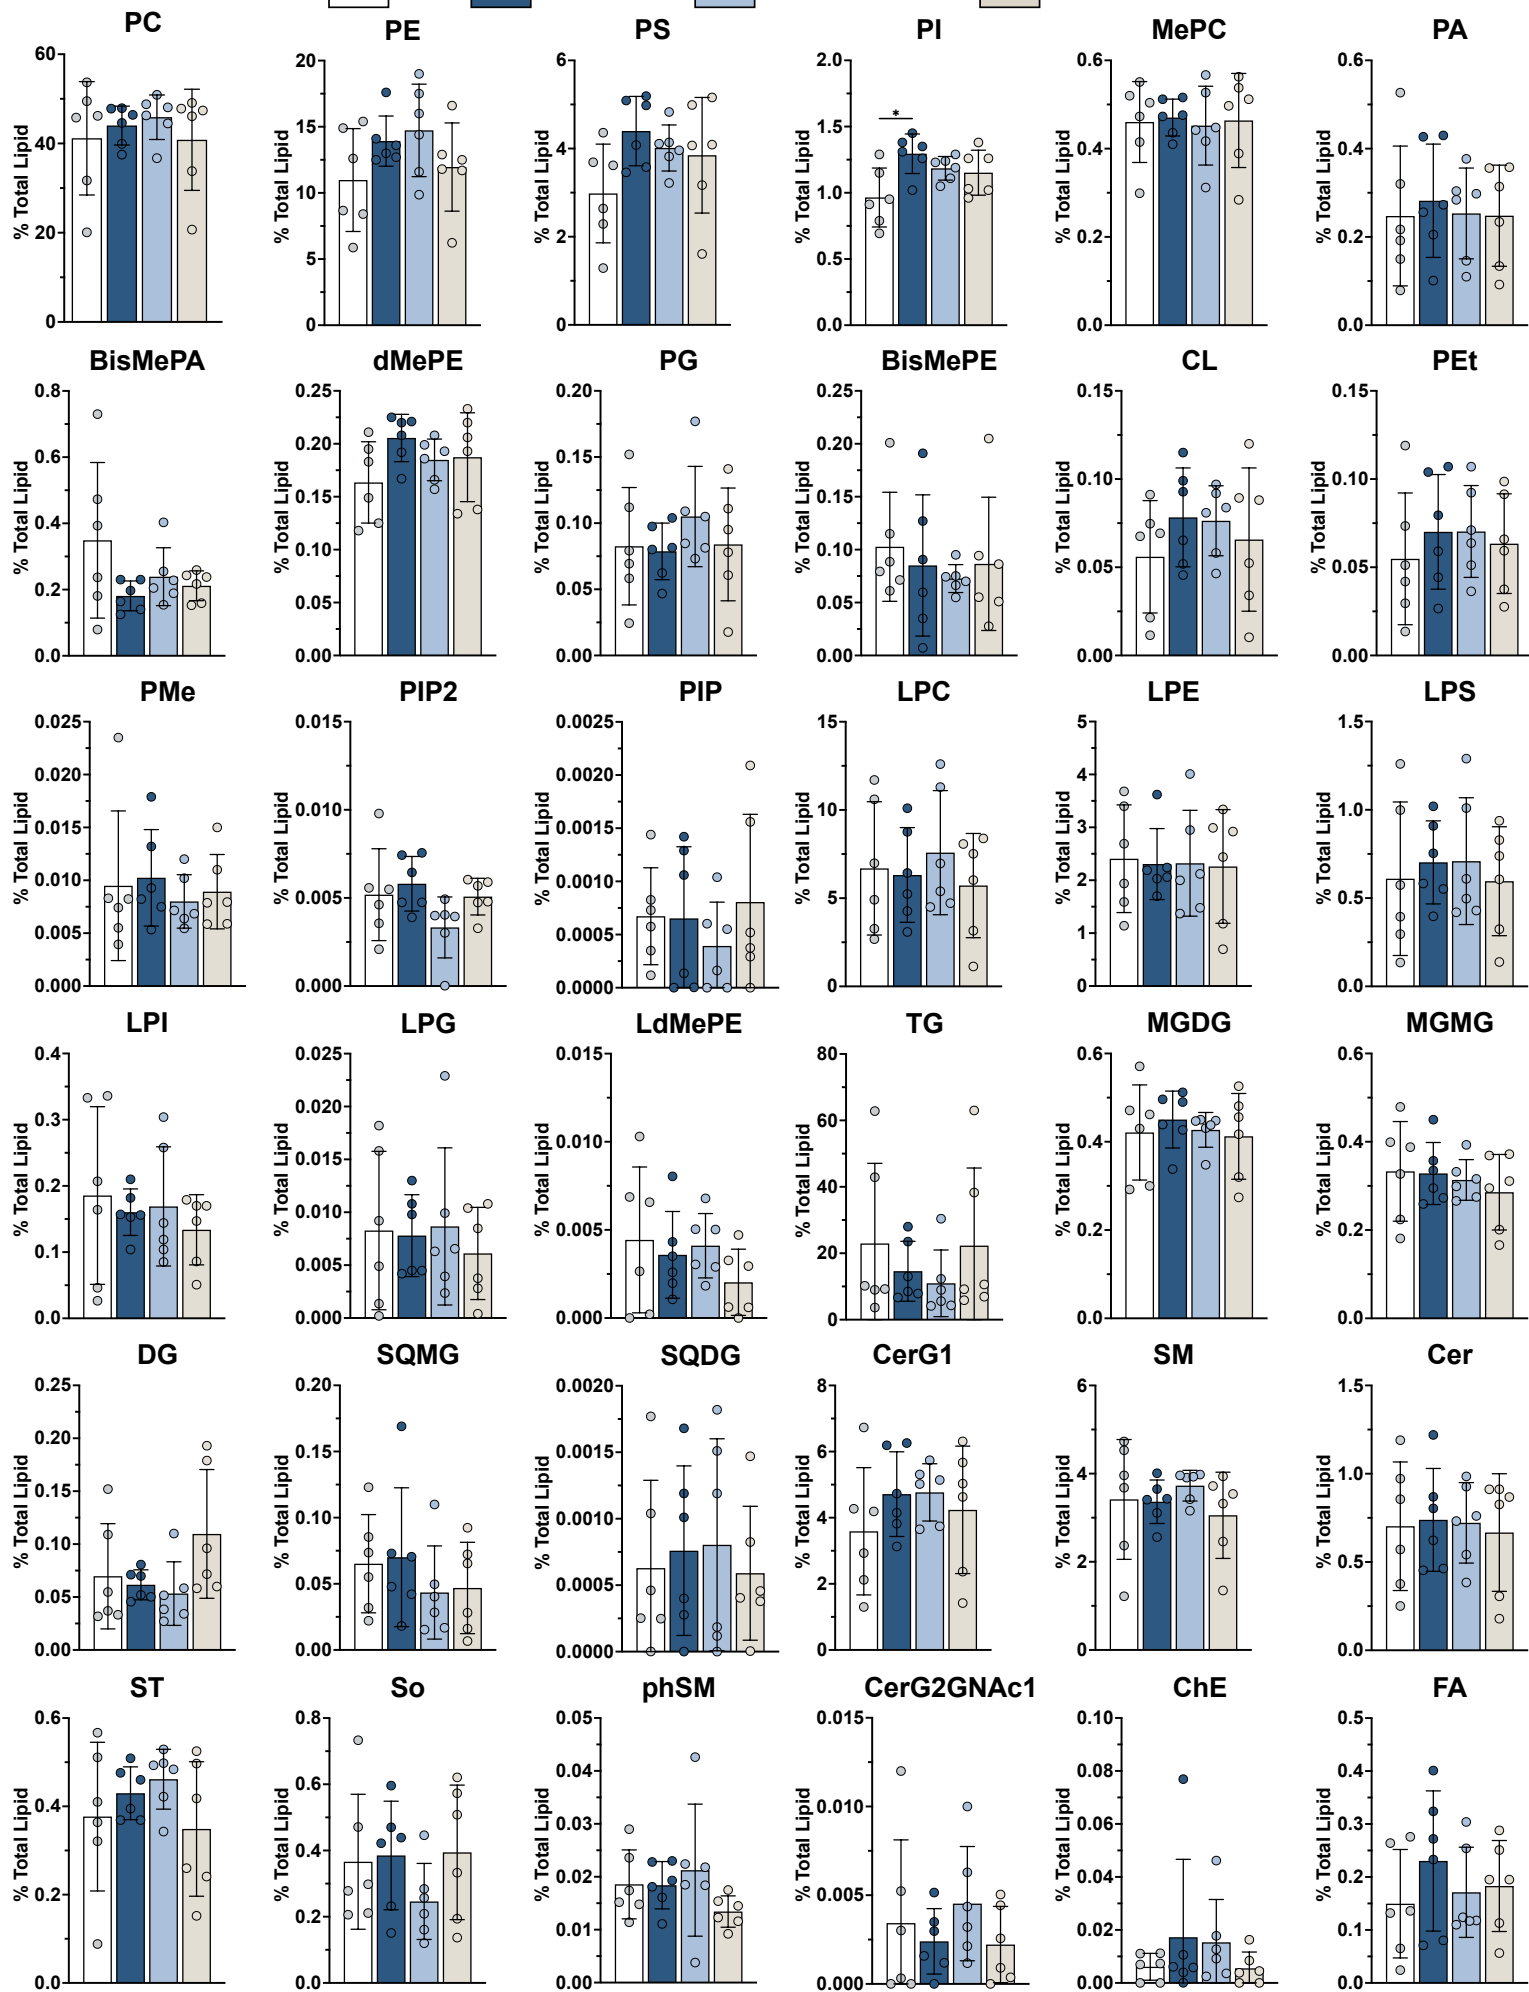 PC
% Total Lipid
60
40
20
0
PE
% Total Lipid
20
15
10
5
0
PS
% Total Lipid
6
4
2
0
PI
% Total Lipid
2.0
1.5
1.0
0.5
0.0
*
MePC
% Total Lipid
0.6
0.4
0.2
0.0
PA
% Total Lipid
0.6
0.4
0.2
0.0
BisMePA
% Total Lipid
0.8
0.6
0.4
0.2
0.0
dMePE
% Total Lipid
0.25
0.20
0.15
0.10
0.05
0.00
PG
% Total Lipid
0.20
0.15
0.10
0.05
0.00
BisMePE
% Total Lipid
0.25
0.20
0.15
0.10
0.05
0.00
CL
% Total Lipid
0.15
0.10
0.05
0.00
PEt
% Total Lipid
0.15
0.10
0.05
0.00
PMe
% Total Lipid
0.025
0.020
0.015
0.010
0.005
0.000
PIP2
% Total Lipid
0.015
0.010
0.005
0.000
PIP
% Total Lipid
0.0025
0.0020
0.0015
0.0010
0.0005
0.0000
LPC
% Total Lipid
15
10
5
0
LPE
% Total Lipid
5
4
3
2
1
0
LPS
% Total Lipid
1.5
1.0
0.5
0.0
LPI
% Total Lipid
0.4
0.3
0.2
0.1
0.0
LPG
% Total Lipid
0.025
0.020
0.015
0.010
0.005
0.000
LdMePE
% Total Lipid
0.015
0.010
0.005
0.000
TG
% Total Lipid
80
60
40
20
0
MGDG
% Total Lipid
0.6
0.4
0.2
0.0
MGMG
% Total Lipid
0.6
0.4
0.2
0.0
DG
% Total Lipid
0.25
0.20
0.15
0.10
0.05
0.00
SQMG
% Total Lipid
0.20
0.15
0.10
0.05
0.00
SQDG
% Total Lipid
0.0020
0.0015
0.0010
0.0005
0.0000
CerG1
% Total Lipid
8
6
4
2
0
SM
% Total Lipid
6
4
2
0
Cer
% Total Lipid
1.5
1.0
0.5
0.0
ST
% Total Lipid
0.6
0.4
0.2
0.0
So
% Total Lipid
0.8
0.6
0.4
0.2
0.0
phSM
% Total Lipid
0.05
0.04
0.03
0.02
0.01
0.00
CerG2GNAc1
% Total Lipid
0.015
0.010
0.005
0.000
ChE
% Total Lipid
0.10
0.08
0.06
0.04
0.02
0.00
FA
% Total Lipid
0.5
0.4
0.3
0.2
0.1
0.0